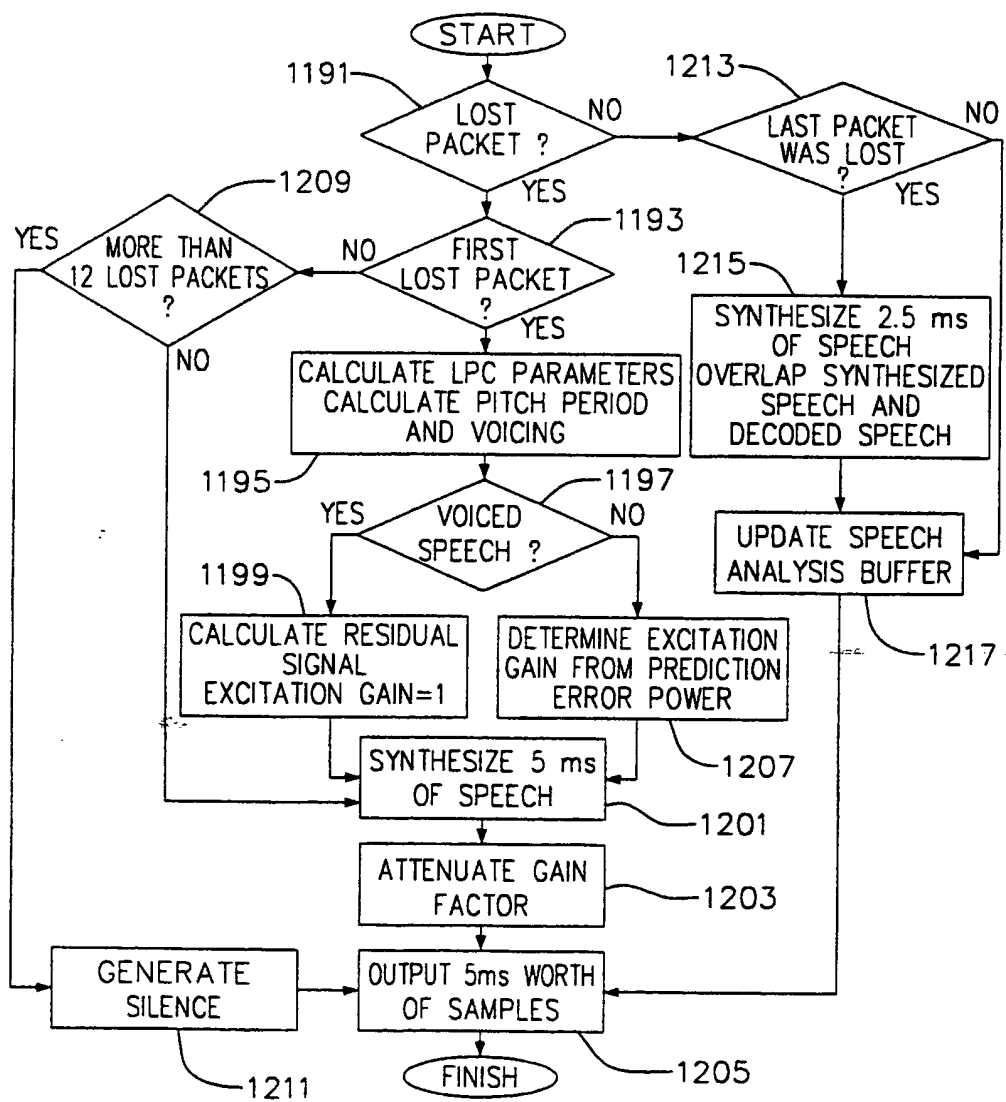 START
1191
LOST
PACKET ?
NO
YES
1213
LAST PACKET
WAS LOST
?
NO
YES
1209
MORE THAN
12 LOST PACKETS
?
YES
NO
1193
FIRST
LOST PACKET
?
NO
YES
1215
SYNTHESIZE 2.5 ms
OF SPEECH
OVERLAP SYNTHESIZED
SPEECH AND
DECODED SPEECH
CALCULATE LPC PARAMETERS
CALCULATE PITCH PERIOD
AND VOICING
1195
1197
VOICED
SPEECH ?
YES
NO
UPDATE SPEECH
ANALYSIS BUFFER
1217
1199
CALCULATE RESIDUAL
SIGNAL
EXCITATION GAIN=1
DETERMINE EXCITATION
GAIN FROM PREDICTION
ERROR POWER
1207
SYNTHESIZE 5 ms
OF SPEECH
1201
ATTENUATE GAIN
FACTOR
1203
GENERATE
SILENCE
1211
OUTPUT 5ms WORTH
OF SAMPLES
1205
FINISH